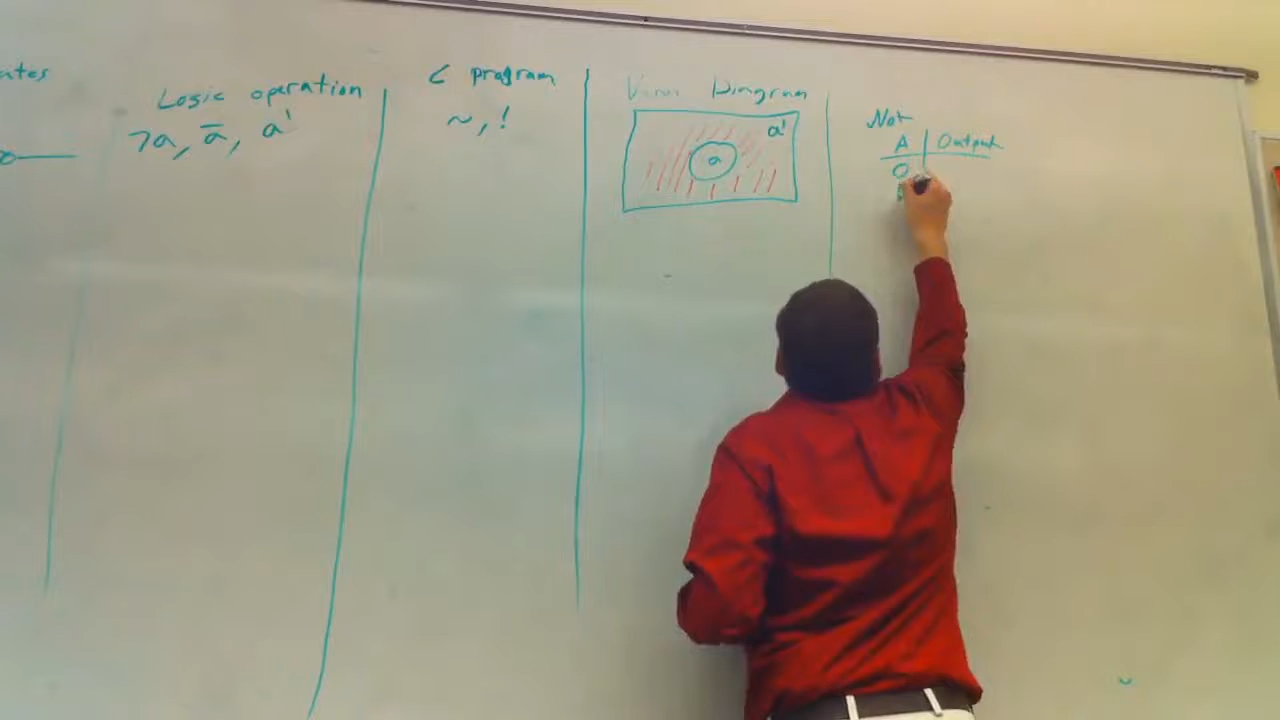 ates
Logic operation
¬a, a̅, a'
C program
~, !
Venn Diagram
a'
a
Not
A | Output
0